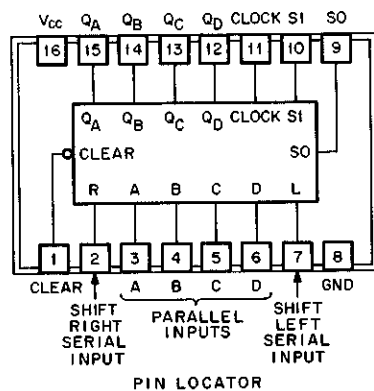 VCC QA QB QC QD CLOCK S1 SO
16 15 14 13 12 11 10 9
QA QB QC QD CLOCK S1
CLEAR SO
R A B C D L
1 2 3 4 5 6 7 8
CLEAR A B C D GND
SHIFT RIGHT SERIAL INPUT
PARALLEL INPUTS
SHIFT LEFT SERIAL INPUT
PIN LOCATOR